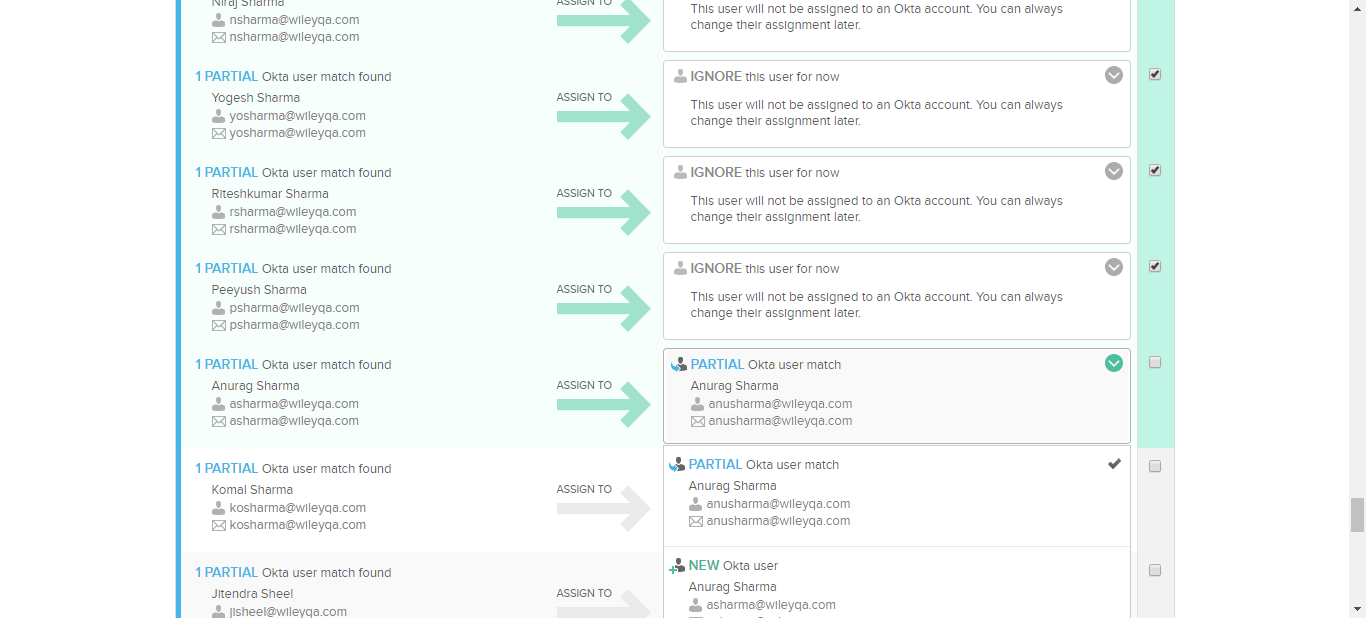 Niraj Sharma
nsharma@wileyqa.com
nsharma@wileyqa.com
ASSIGN TO
This user will not be assigned to an Okta account. You can always
change their assignment later.
1 PARTIAL Okta user match found
Yogesh Sharma
yosharma@wileyqa.com
yosharma@wileyqa.com
ASSIGN TO
IGNORE this user for now
This user will not be assigned to an Okta account. You can always
change their assignment later.
1 PARTIAL Okta user match found
Riteshkumar Sharma
rsharma@wileyqa.com
rsharma@wileyqa.com
ASSIGN TO
IGNORE this user for now
This user will not be assigned to an Okta account. You can always
change their assignment later.
1 PARTIAL Okta user match found
Peeyush Sharma
psharma@wileyqa.com
psharma@wileyqa.com
ASSIGN TO
IGNORE this user for now
This user will not be assigned to an Okta account. You can always
change their assignment later.
1 PARTIAL Okta user match found
Anurag Sharma
asharma@wileyqa.com
asharma@wileyqa.com
ASSIGN TO
PARTIAL Okta user match
Anurag Sharma
anusharma@wileyqa.com
anusharma@wileyqa.com
1 PARTIAL Okta user match found
Komal Sharma
kosharma@wileyqa.com
kosharma@wileyqa.com
ASSIGN TO
PARTIAL Okta user match
Anurag Sharma
anusharma@wileyqa.com
anusharma@wileyqa.com
1 PARTIAL Okta user match found
Jitendra Sheel
jisheel@wileyqa.com
ASSIGN TO
NEW Okta user
Anurag Sharma
asharma@wileyqa.com